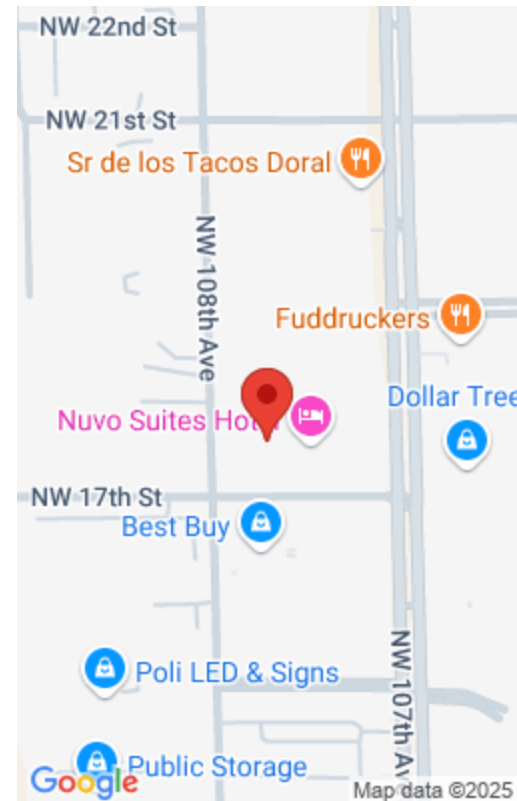 NW 22nd St
NW 21st St
Sr de los Tacos Doral
NW 108th Ave
Fuddruckers
Dollar Tree
Nuvo Suites Hotel
NW 17th St
Best Buy
NW 107th Av
Poli LED & Signs
Public Storage
Google
Map data ©2025